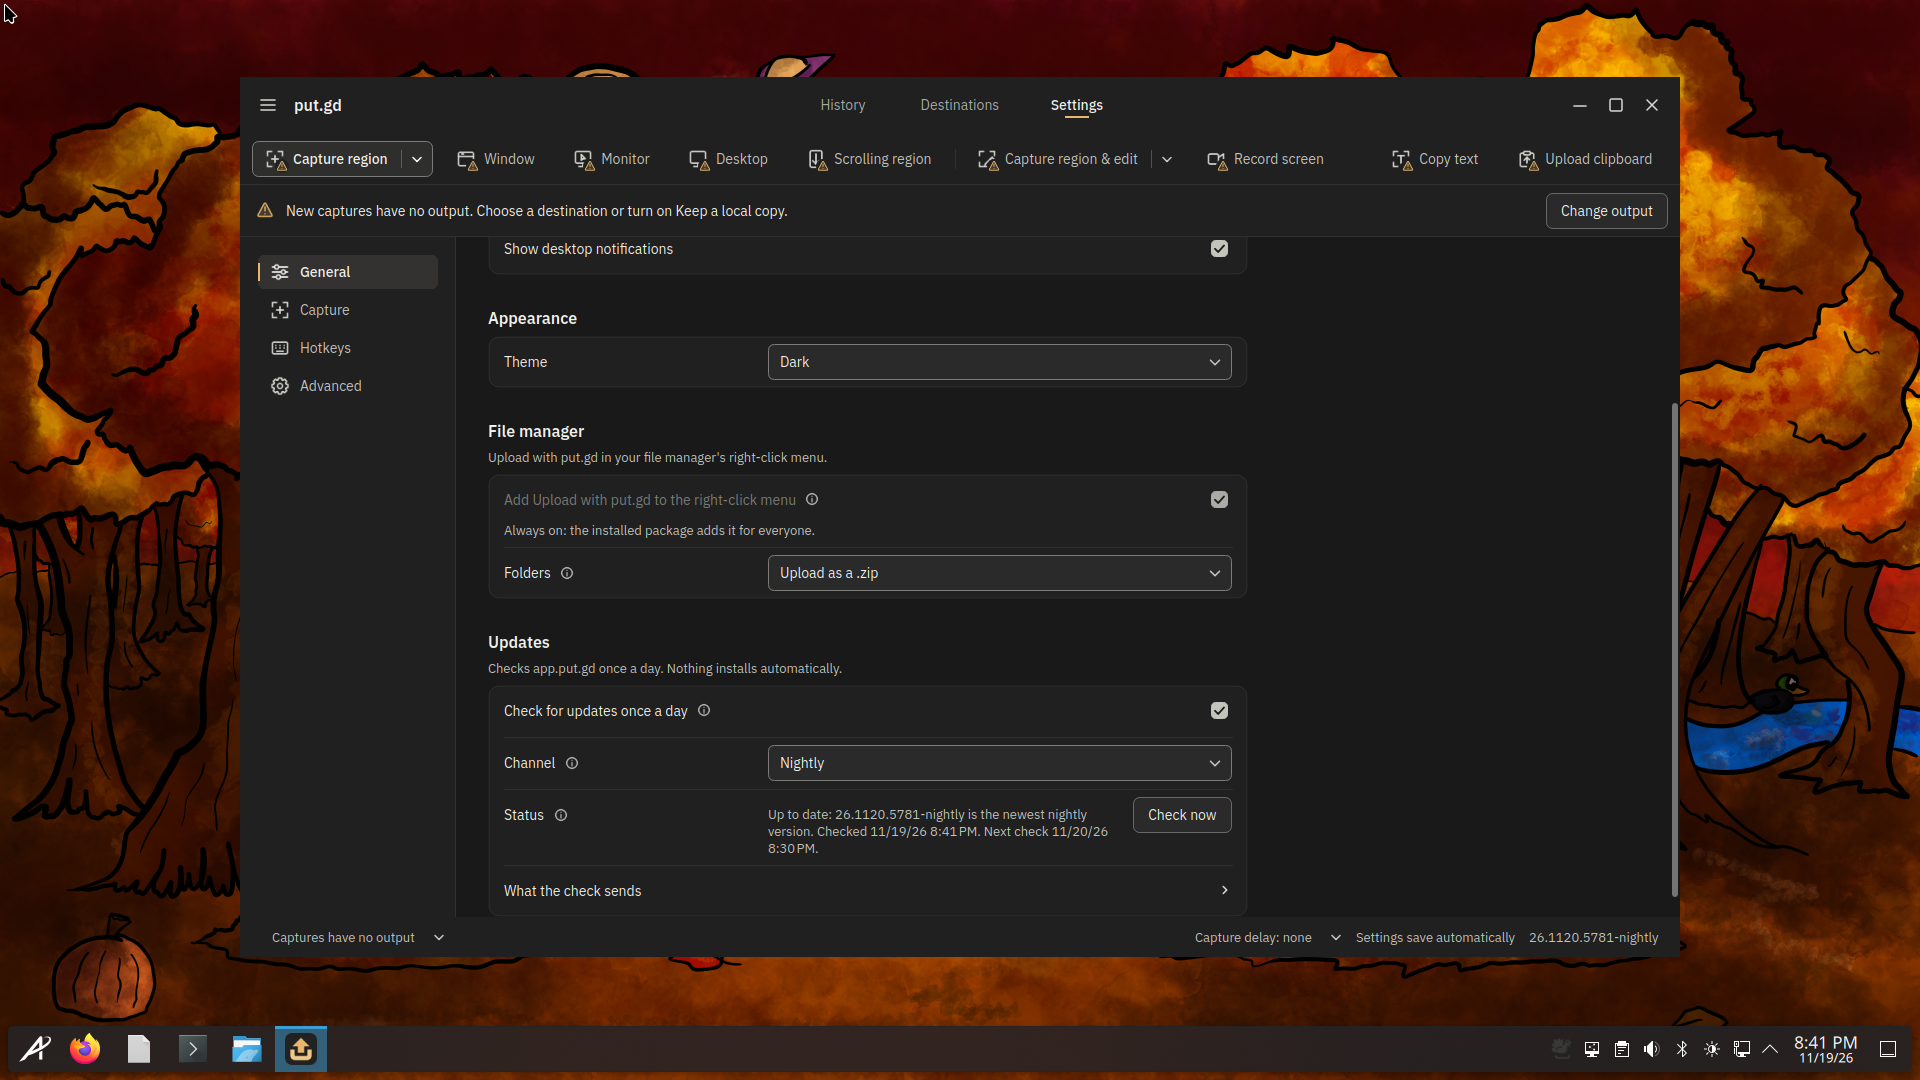 put.gd
History
Destinations
Settings
Capture region
Window
Monitor
Desktop
Scrolling region
Capture region & edit
Record screen
Copy text
Upload clipboard
New captures have no output. Choose a destination or turn on Keep a local copy.
Change output
General
Capture
Hotkeys
Advanced
Show desktop notifications
Appearance
Theme
Dark
File manager
Upload with put.gd in your file manager's right-click menu.
Add Upload with put.gd to the right-click menu
Always on: the installed package adds it for everyone.
Folders
Upload as a .zip
Updates
Checks app.put.gd once a day. Nothing installs automatically.
Check for updates once a day
Channel
Nightly
Status
Up to date: 26.1120.5781-nightly is the newest nightly
version. Checked 11/19/26 8:41 PM. Next check 11/20/26
8:30 PM.
Check now
What the check sends
Captures have no output
Capture delay: none
Settings save automatically
26.1120.5781-nightly
8:41 PM
11/19/26